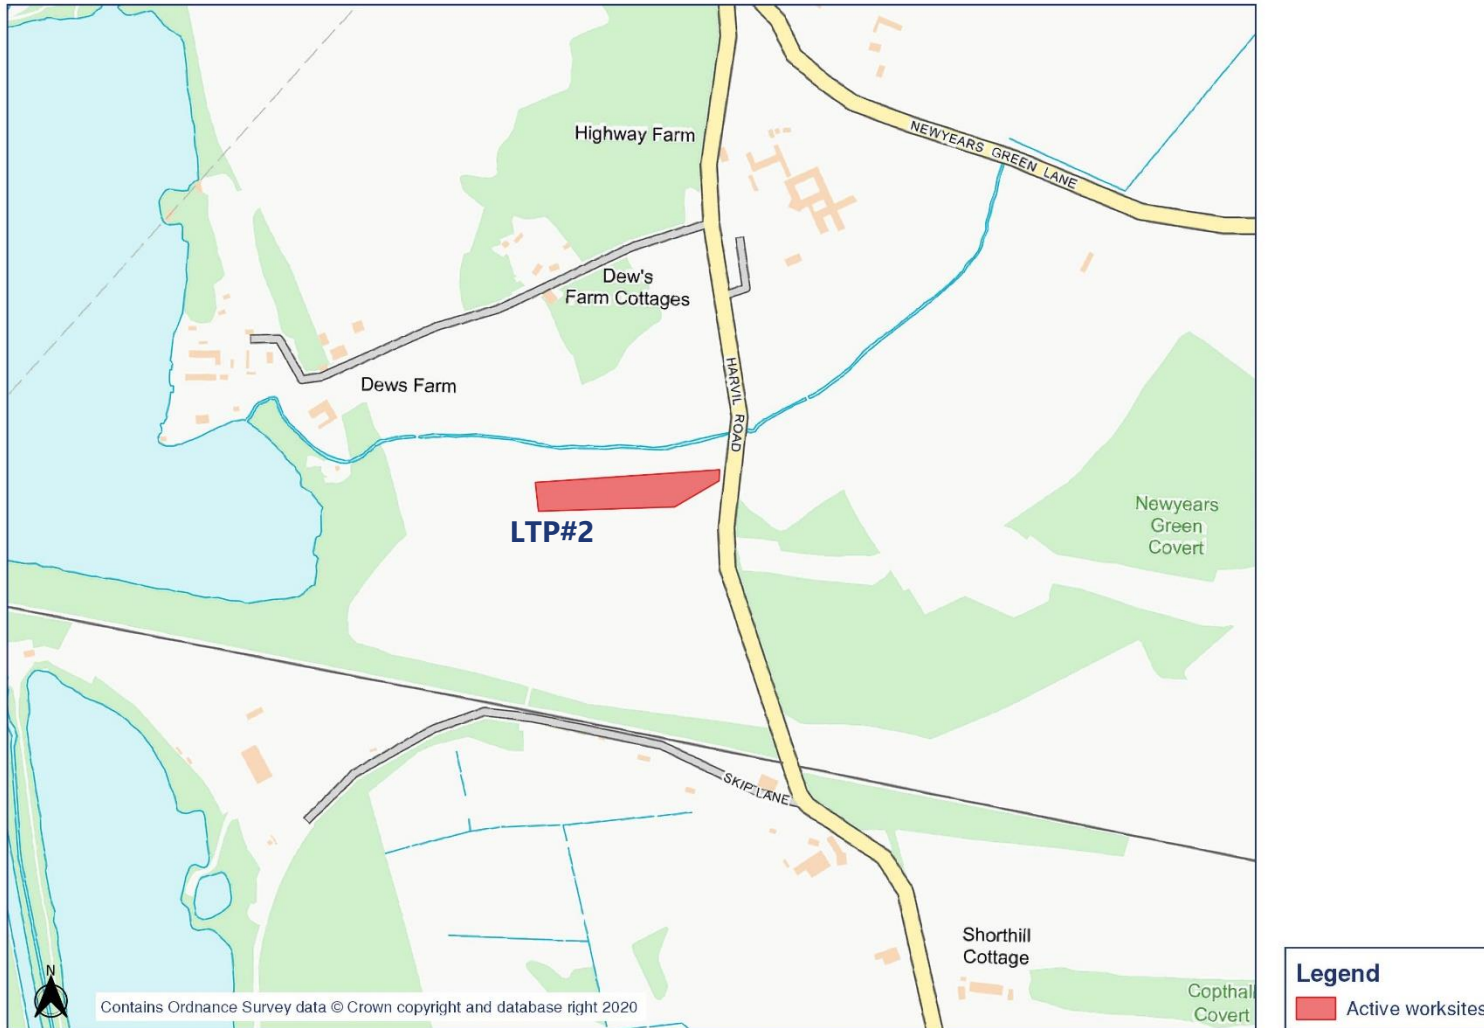 Highway Farm
NEWYEARS GREEN LANE
Dew's
Farm Cottages
HARVIL ROAD
Dews Farm
LTP#2
Newyears
Green
Covert
SKIP LANE
Shorthill
Cottage
Copthall
Covert
N
Contains Ordnance Survey data © Crown copyright and database right 2020
Legend
Active worksites